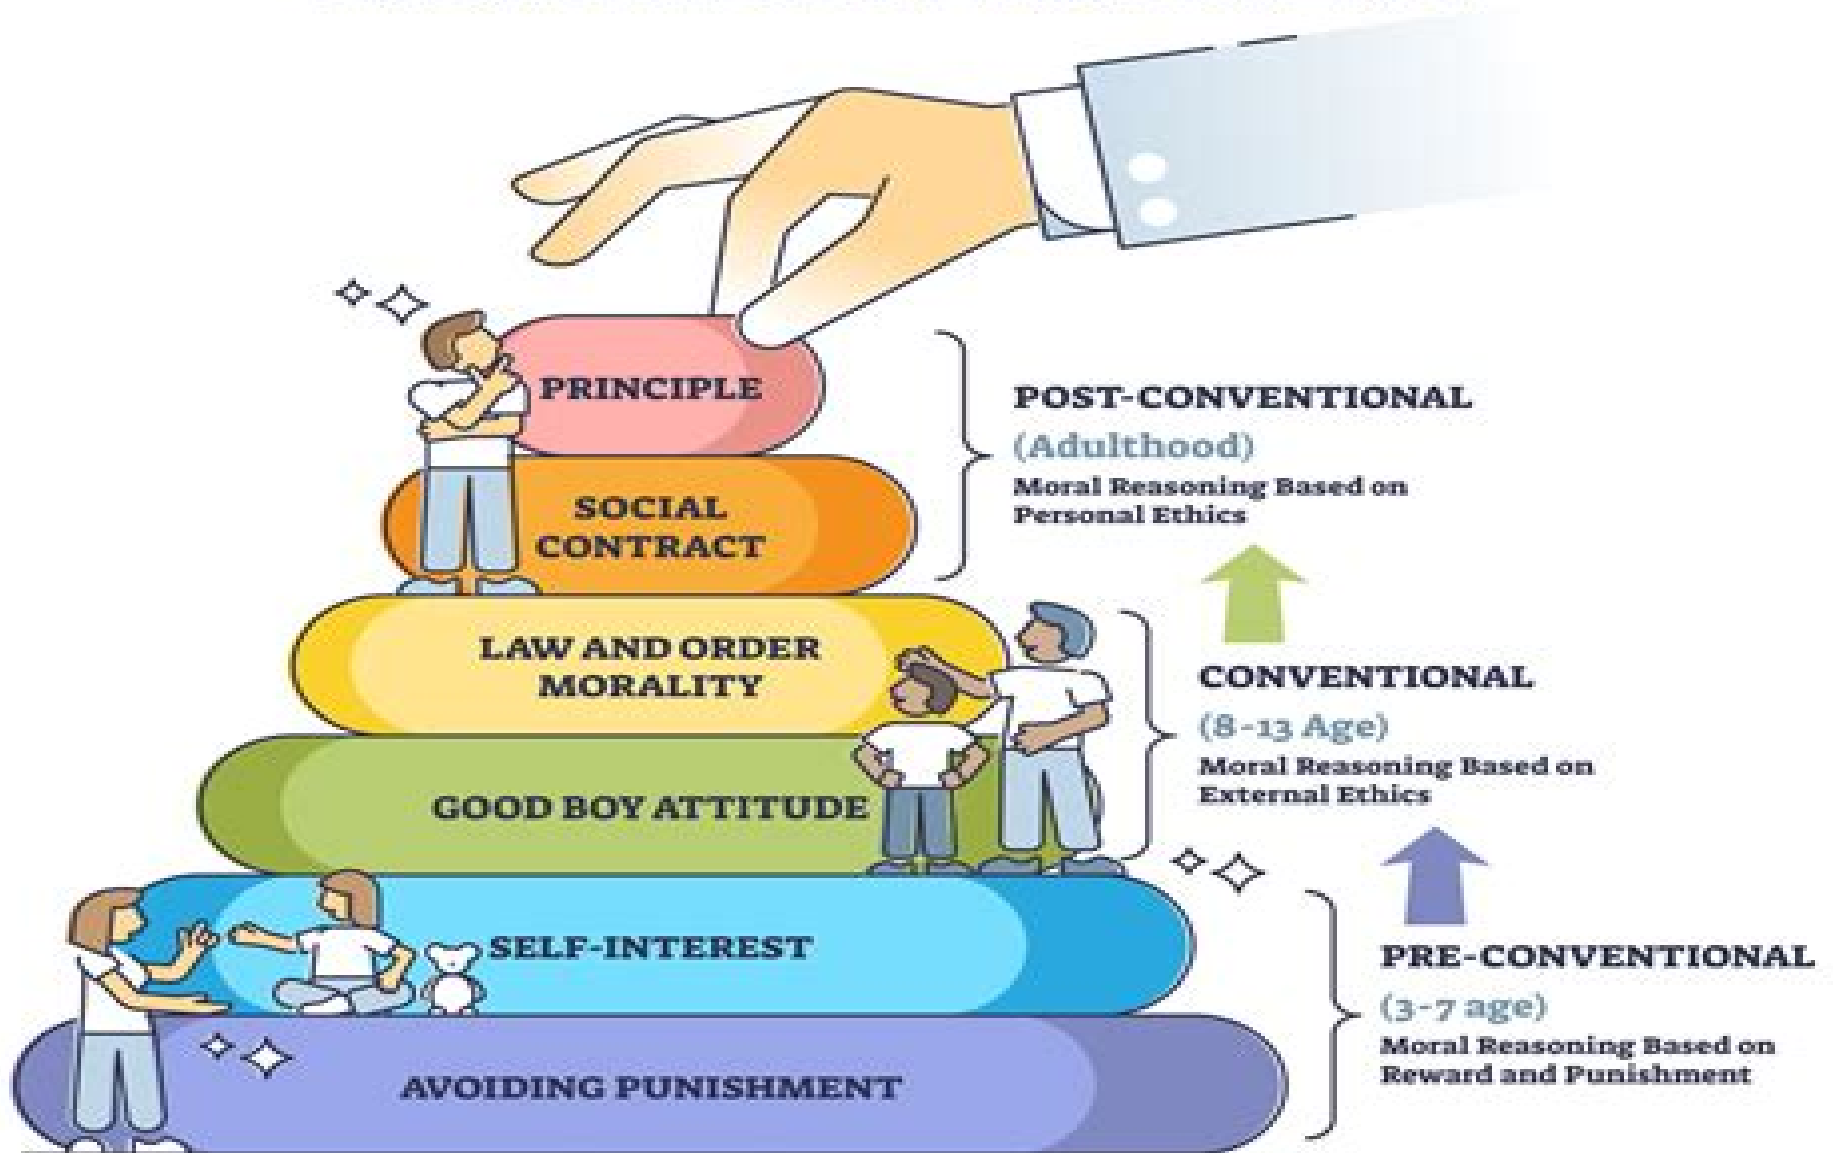 PRINCIPLE
SOCIAL
CONTRACT
LAW AND ORDER
MORALITY
GOOD BOY ATTITUDE
SELF-INTEREST
AVOIDING PUNISHMENT
POST-CONVENTIONAL
(Adulthood)
Moral Reasoning Based on
Personal Ethics
CONVENTIONAL
(8-13 Age)
Moral Reasoning Based on
External Ethics
PRE-CONVENTIONAL
(3-7 age)
Moral Reasoning Based on
Reward and Punishment